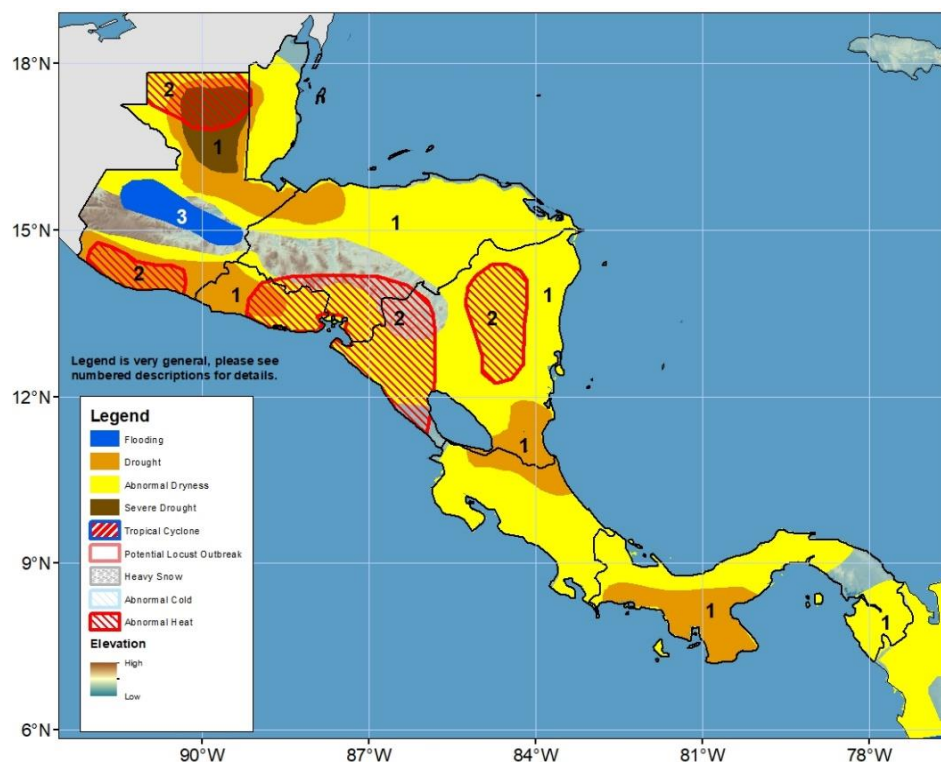 18°N
15°N
12°N
9°N
6°N
90°W
87°W
84°W
81°W
78°W
2
1
3
1
2
1
2
2
1
1
1
1
Legend is very general, please see
numbered descriptions for details.
Legend
Flooding
Drought
Abnormal Dryness
Severe Drought
Tropical Cyclone
Potential Locust Outbreak
Heavy Snow
Abnormal Cold
Abnormal Heat
Elevation
High
Low